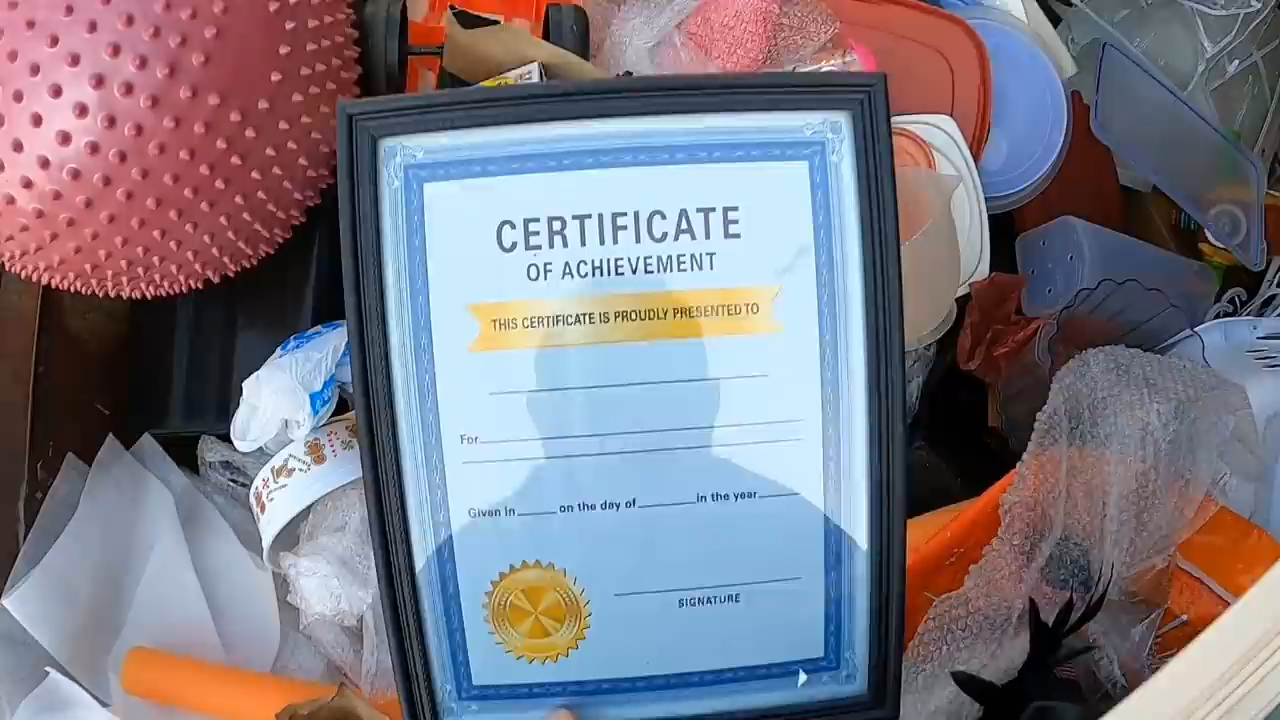 CERTIFICATE
OF ACHIEVEMENT
THIS CERTIFICATE IS PROUDLY PRESENTED TO
For
Given in on the day of in the year
SIGNATURE